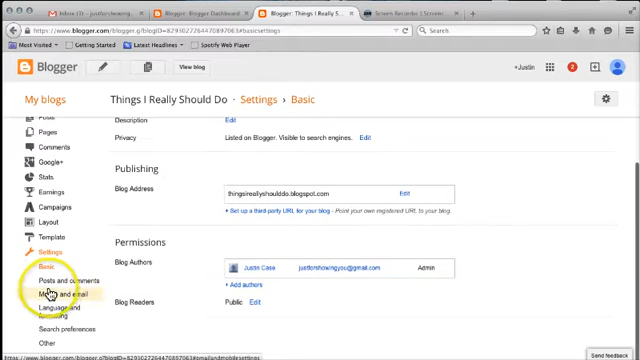 Inbox (1) - justforshowing...
Blogger: Blogger Dashboard
Blogger: Things I Really S...
Screen Recorder | Screen...
www.blogger.com/blogger.g?blogID=8293027264407897063#basicsettings
Search
Most Visited
Getting Started
Latest Headlines
Spotify Web Player
Blogger
View blog
+Justin
2
My blogs
Things I Really Should Do · Settings · Basic
Posts
Pages
Comments
Google+
Stats
Earnings
Campaigns
Layout
Template
Settings
Basic
Posts and comments
Mobile and email
Language and
formatting
Search preferences
Other
Description
Edit
Privacy
Listed on Blogger. Visible to search engines.
Edit
Publishing
Blog Address
thingsireallyshoulddo.blogspot.com
Edit
+ Set up a third-party URL for your blog - Point your own registered URL to your blog.
Permissions
Blog Authors
Justin Case
justforshowingyou@gmail.com
Admin
+ Add authors
Blog Readers
Public
Edit
https://www.blogger.com/blogger.g?blogID=8293027264407897063#emailandmobilesettings
Send feedback